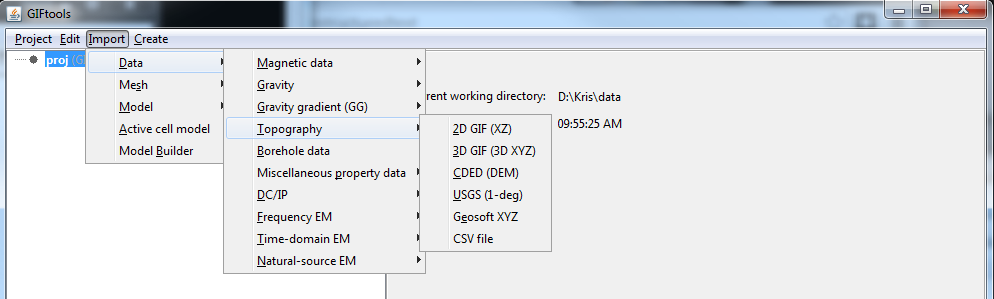 GIFtools
Project Edit Import Create
proj
Data
Mesh
Model
Active cell model
Model Builder
Magnetic data
Gravity
Gravity gradient (GG)
Topography
Borehole data
Miscellaneous property data
DC/IP
Frequency EM
Time-domain EM
Natural-source EM
2D GIF (XZ)
3D GIF (3D XYZ)
CDED (DEM)
USGS (1-deg)
Geosoft XYZ
CSV file
rent working directory: D:\Kris\data
09:55:25 AM